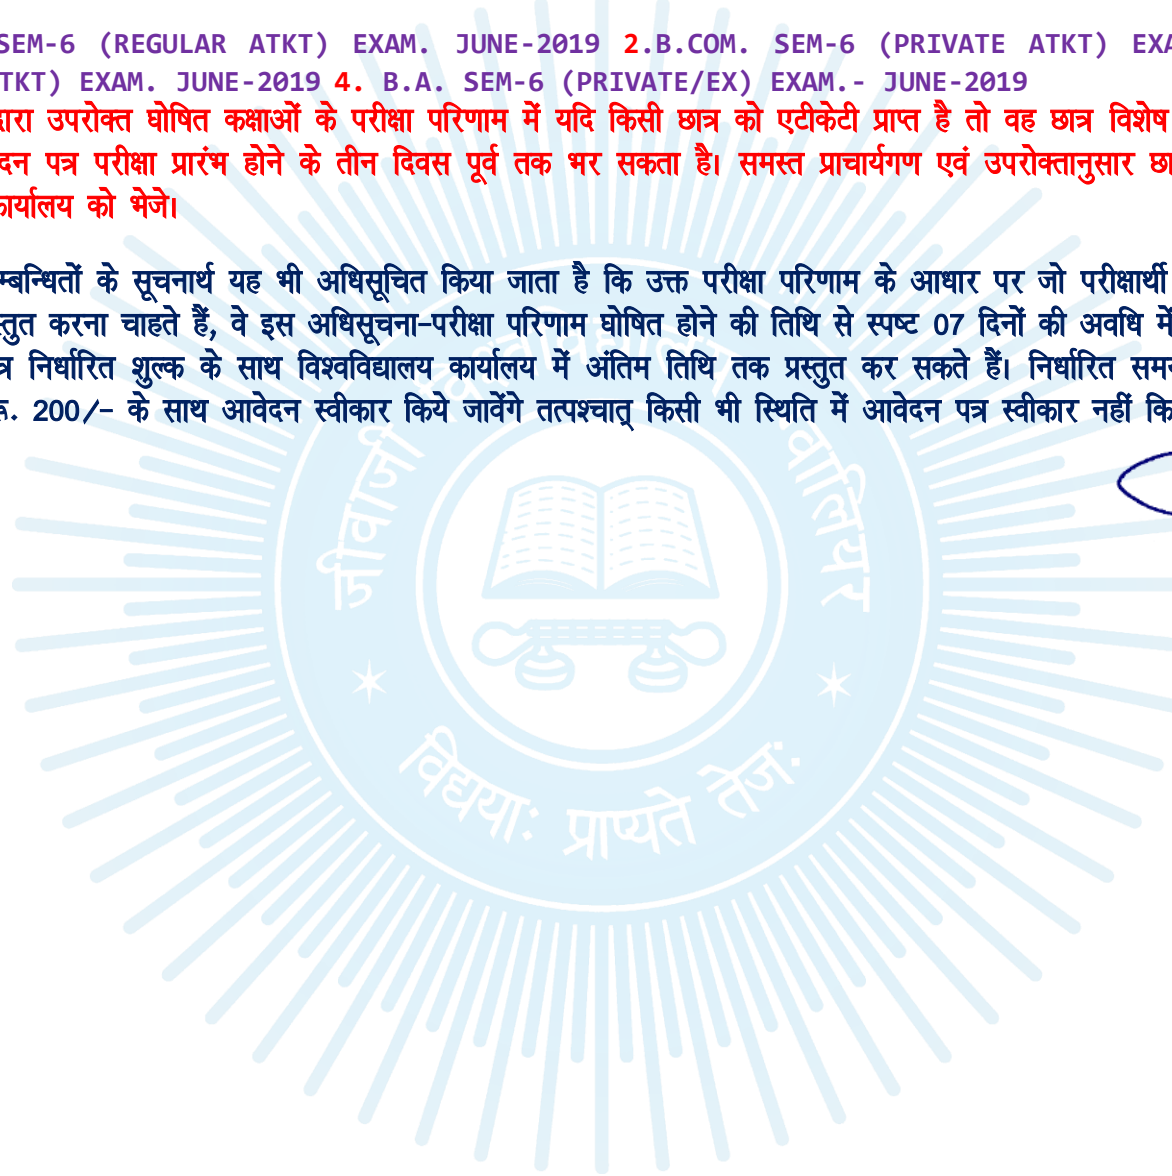 SEM-6 (REGULAR ATKT) EXAM. JUNE-2019 2.B.COM. SEM-6 (PRIVATE ATKT) EXA
TKT) EXAM. JUNE-2019 4. B.A. SEM-6 (PRIVATE/EX) EXAM.- JUNE-2019
द्वारा उपरोक्त घोषित कक्षाओं के परीक्षा परिणाम में यदि किसी छात्र को एटीकेटी प्राप्त है तो वह छात्र विशेष
दन पत्र परीक्षा प्रारंभ होने के तीन दिवस पूर्व तक भर सकता है। समस्त प्राचार्यगण एवं उपरोक्तानुसार छा
कार्यालय को भेजे।
म्बन्धितों के सूचनार्थ यह भी अधिसूचित किया जाता है कि उक्त परीक्षा परिणाम के आधार पर जो परीक्षार्थी
स्तुत करना चाहते हैं, वे इस अधिसूचना-परीक्षा परिणाम घोषित होने की तिथि से स्पष्ट 07 दिनों की अवधि में
त्र निर्धारित शुल्क के साथ विश्वविद्यालय कार्यालय में अंतिम तिथि तक प्रस्तुत कर सकते हैं। निर्धारित सम
रू. 200/- के साथ आवेदन स्वीकार किये जावेंगे तत्पश्चात् किसी भी स्थिति में आवेदन पत्र स्वीकार नहीं कि
जीवाजी
ग्वालियर
विद्यया: प्राप्यते तेज: